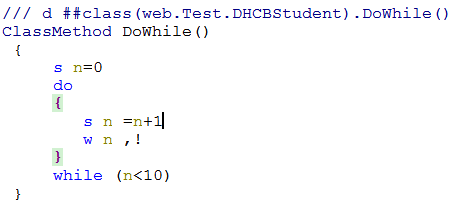 /// d ##class(web.Test.DHCBStudent).DoWhile()
ClassMethod DoWhile()
{
s n=0
do
{
s n =n+1
w n ,!
}
while (n<10)
}